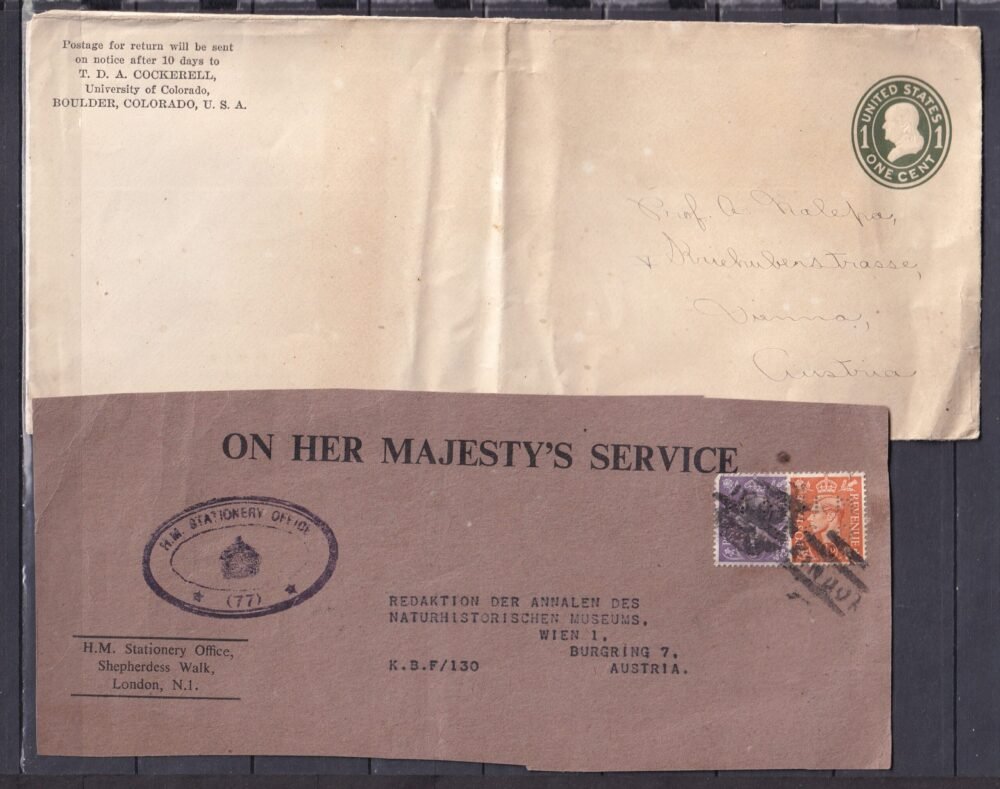 Postage for return will be sent
on notice after 10 days to
T. D. A. COCKERELL,
University of Colorado,
BOULDER, COLORADO, U. S. A.
UNITED STATES
1 1
ONE CENT
Prof. A. Nalepa,
Kriehubenstrasse,
Vienna,
Austria
ON HER MAJESTY'S SERVICE
H.M. STATIONERY OFFICE
(77)
REVENUE
H.M. Stationery Office,
Shepherdess Walk,
London, N.1.
REDAKTION DER ANNALEN DES
NATURHISTORISCHEN MUSEUMS,
WIEN 1,
BURGRING 7,
K.B.F/130 AUSTRIA.